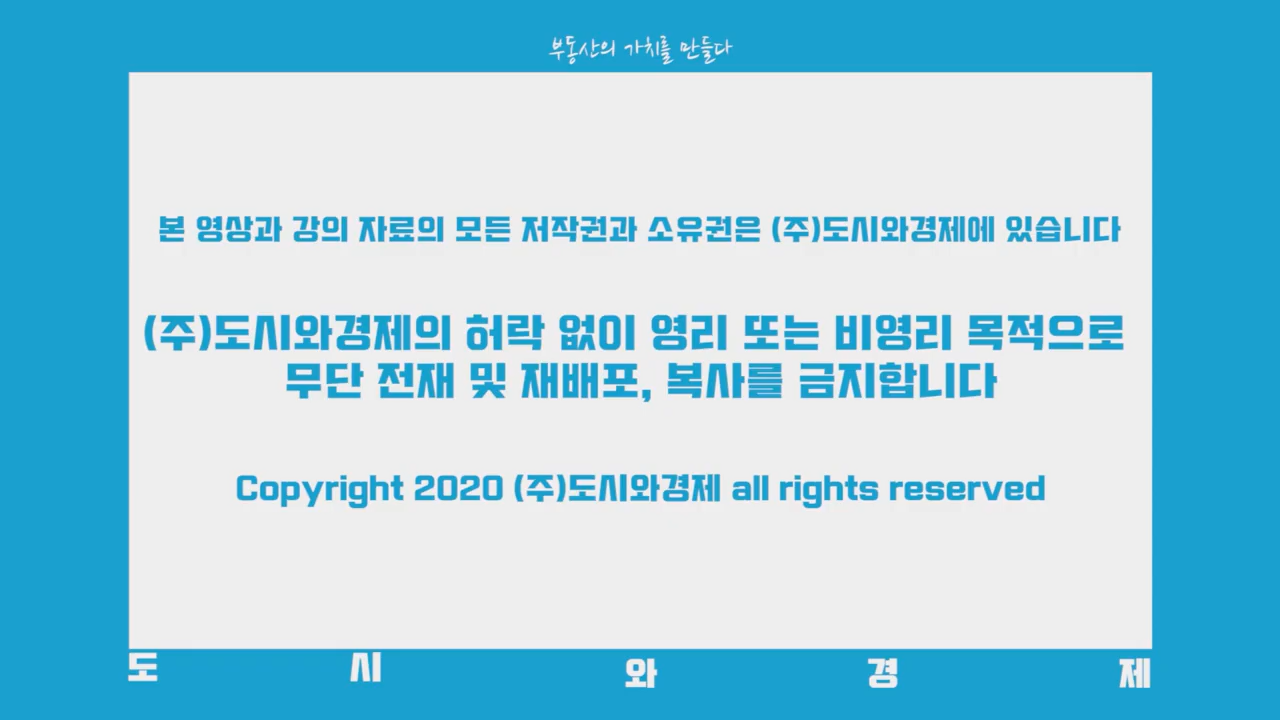 부동산의 가치를 만들다
본 영상과 강의 자료의 모든 저작권과 소유권은 (주)도시와경제에 있습니다
(주)도시와경제의 허락 없이 영리 또는 비영리 목적으로
무단 전재 및 재배포, 복사를 금지합니다
Copyright 2020 (주)도시와경제 all rights reserved
도 시 와 경 제